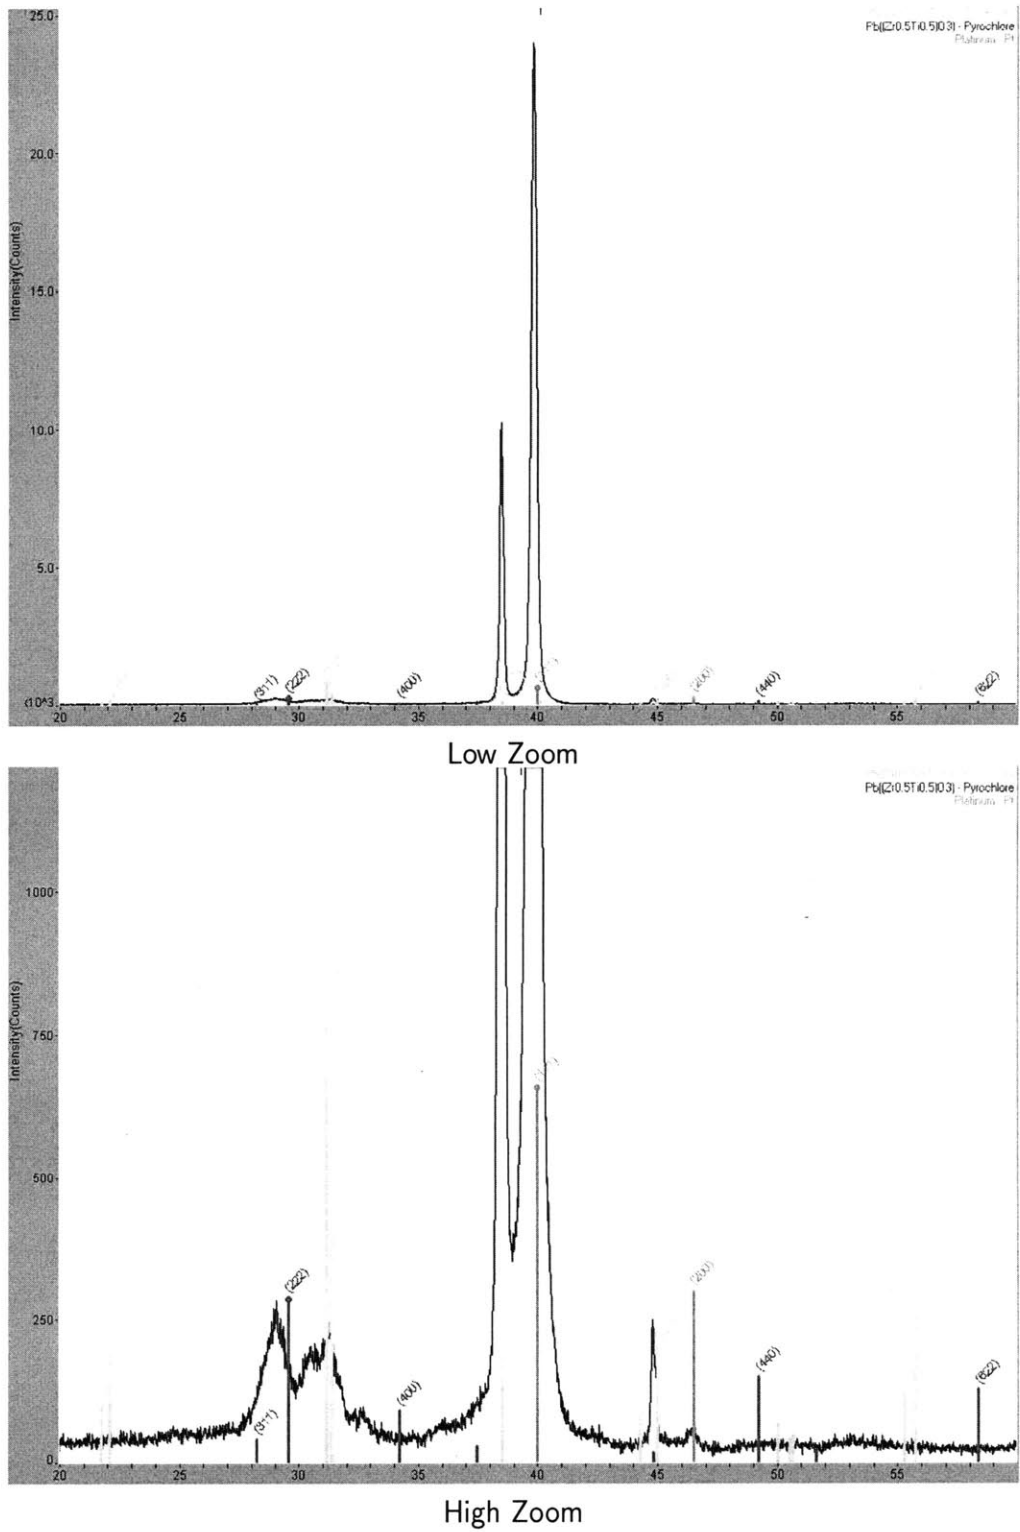 25.0
Pb[(Zr0.5Ti0.5)O3] - Pyrochlore
Platinum Pt
20.0
Intensity(Counts)
15.0
10.0
5.0
(311)
(222)
(400)
(200)
(440)
(622)
x10^3
20 30 35 40 45 50 55
Low Zoom
Pb[(Zr0.5Ti0.5)O3] - Pyrochlore
Platinum Pt
1000
Intensity(Counts)
750
500
250
(222)
(311)
(400)
(200)
(440)
(622)
0
20 25 30 35 40 45 50 55
High Zoom